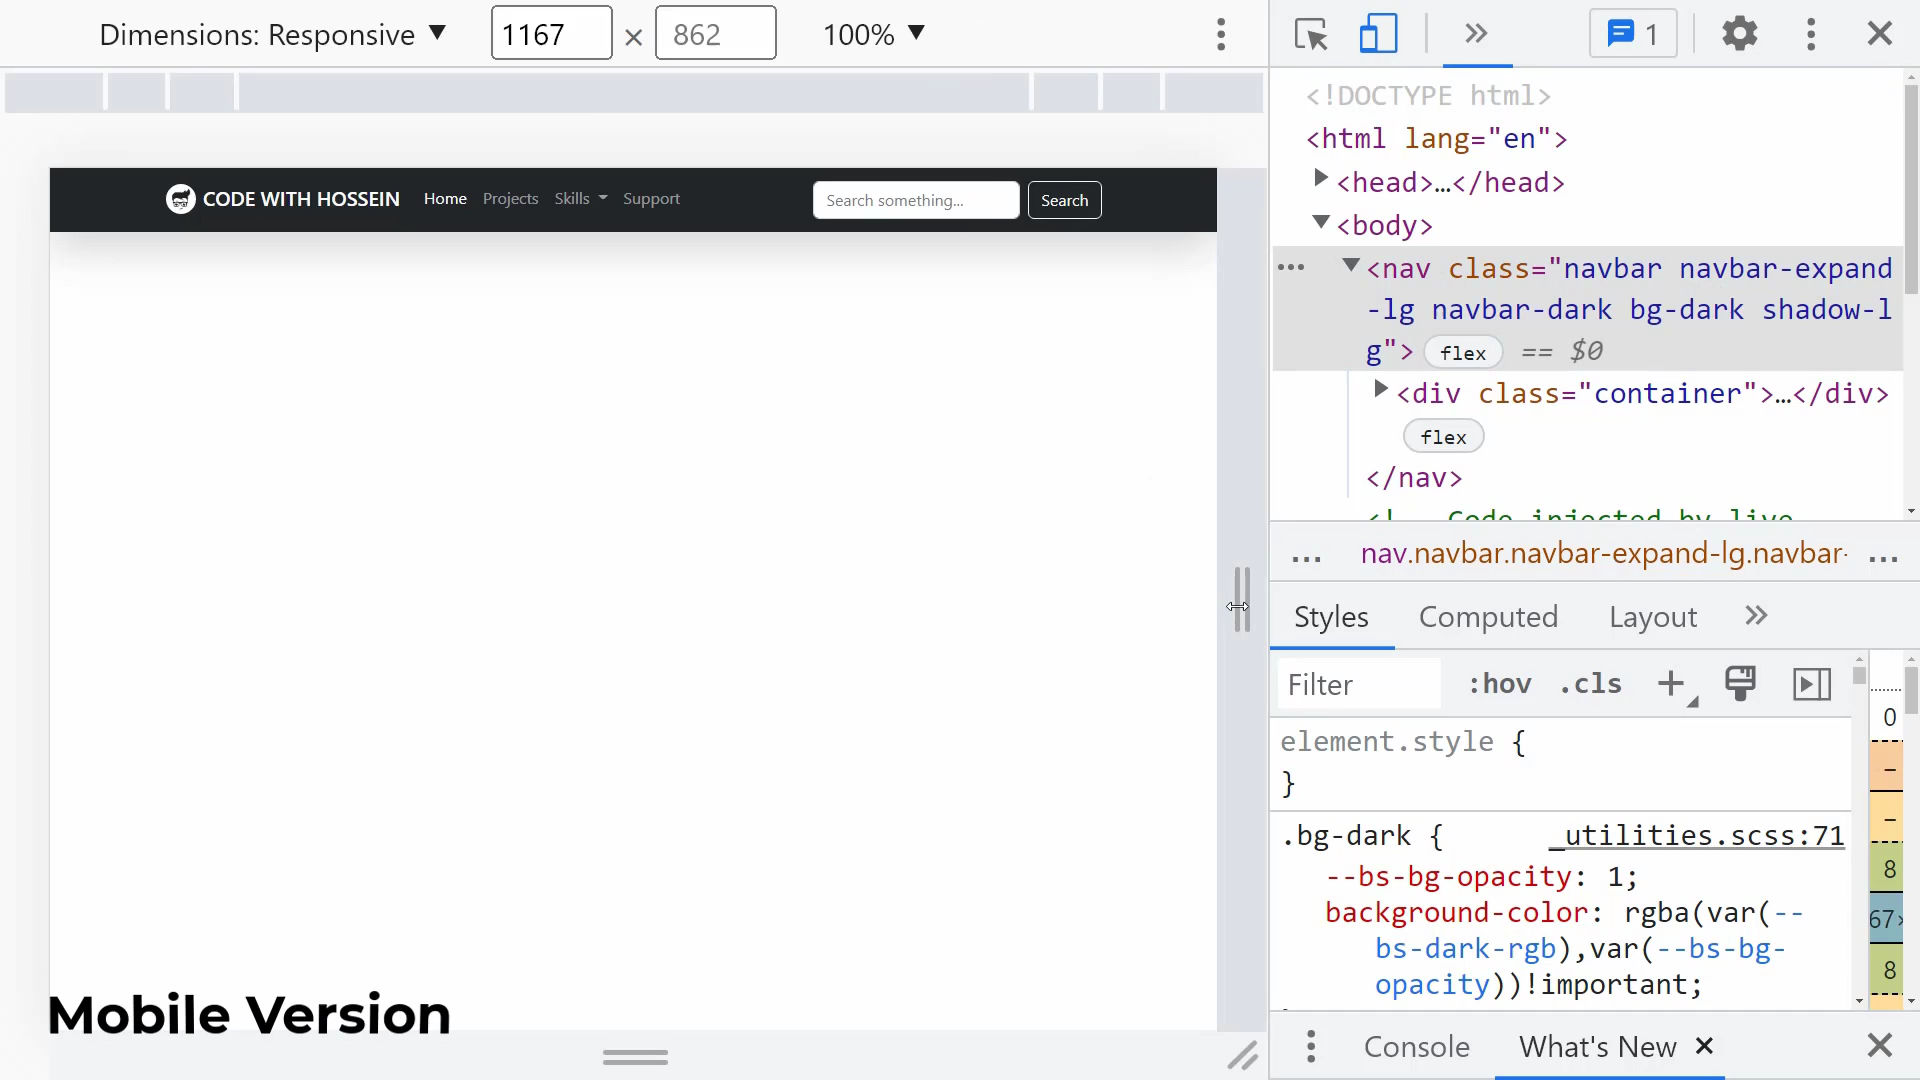 Dimensions: Responsive 1167 × 862 100%
1
CODE WITH HOSSEIN Home Projects Skills Support Search something... Search
<!DOCTYPE html>
<html lang="en">
<head>…</head>
<body>
<nav class="navbar navbar-expand
-lg navbar-dark bg-dark shadow-l
g"> flex == $0
<div class="container">…</div>
flex
</nav>
... nav.navbar.navbar-expand-lg.navbar- ...
Styles Computed Layout
Filter :hov .cls
element.style {
}
.bg-dark { _utilities.scss:71
--bs-bg-opacity: 1;
background-color: rgba(var(--
bs-dark-rgb),var(--bs-bg-
opacity))!important;
0
–
–
8
67×
8
Mobile Version
Console What's New